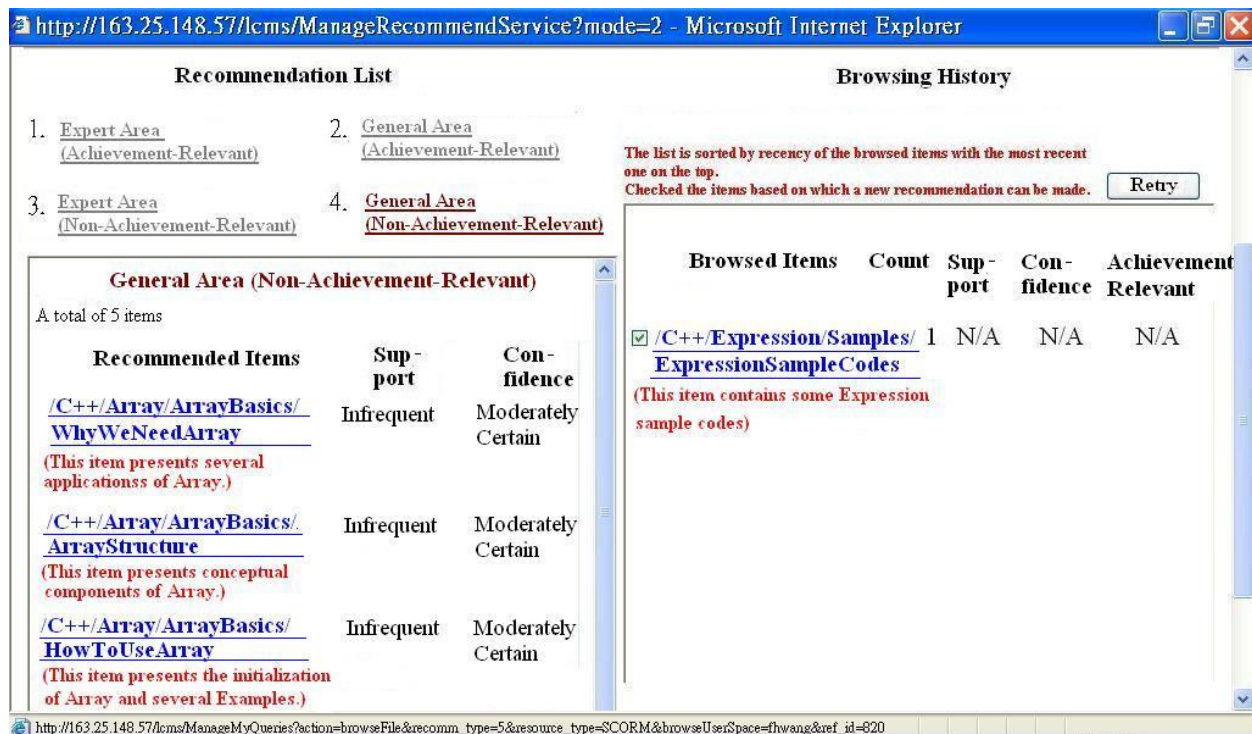 http://163.25.148.57/lcms/ManageRecommendService?mode=2 - Microsoft Internet Explorer
Recommendation List
1. Expert Area
(Achievement-Relevant)
2. General Area
(Achievement-Relevant)
3. Expert Area
(Non-Achievement-Relevant)
4. General Area
(Non-Achievement-Relevant)
General Area (Non-Achievement-Relevant)
A total of 5 items
Recommended Items Sup- Con-
port fidence
/C++/Array/ArrayBasics/ Infrequent Moderately
WhyWeNeedArray Certain
(This item presents several
applicationss of Array.)
/C++/Array/ArrayBasics/. Infrequent Moderately
ArrayStructure Certain
(This item presents conceptual
components of Array.)
/C++/Array/ArrayBasics/ Infrequent Moderately
HowToUseArray Certain
(This item presents the initialization
of Array and several Examples.)
Browsing History
The list is sorted by recency of the browsed items with the most recent
one on the top.
Checked the items based on which a new recommendation can be made.
Retry
Browsed Items Count Sup- Con- Achievement
port fidence Relevant
/C++/Expression/Samples/ 1 N/A N/A N/A
ExpressionSampleCodes
(This item contains some Expression
sample codes)
http://163.25.148.57/lcms/ManageMyQueries?action=browseFile&recomm_type=5&resource_type=SCORM&browseUserSpace=fhwang&ref_id=820